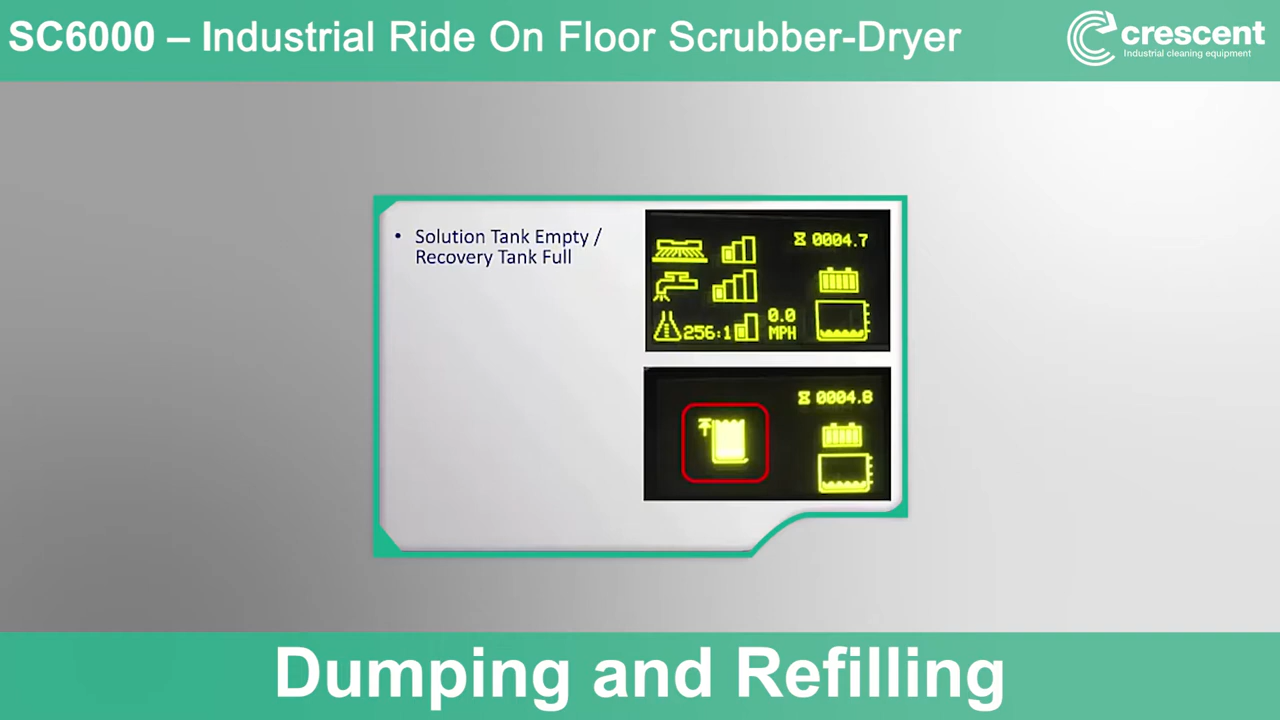 SC6000 – Industrial Ride On Floor Scrubber-Dryer
crescent
Industrial cleaning equipment
• Solution Tank Empty /
Recovery Tank Full
0004.7
256:1
0.0
MPH
0004.8
Dumping and Refilling